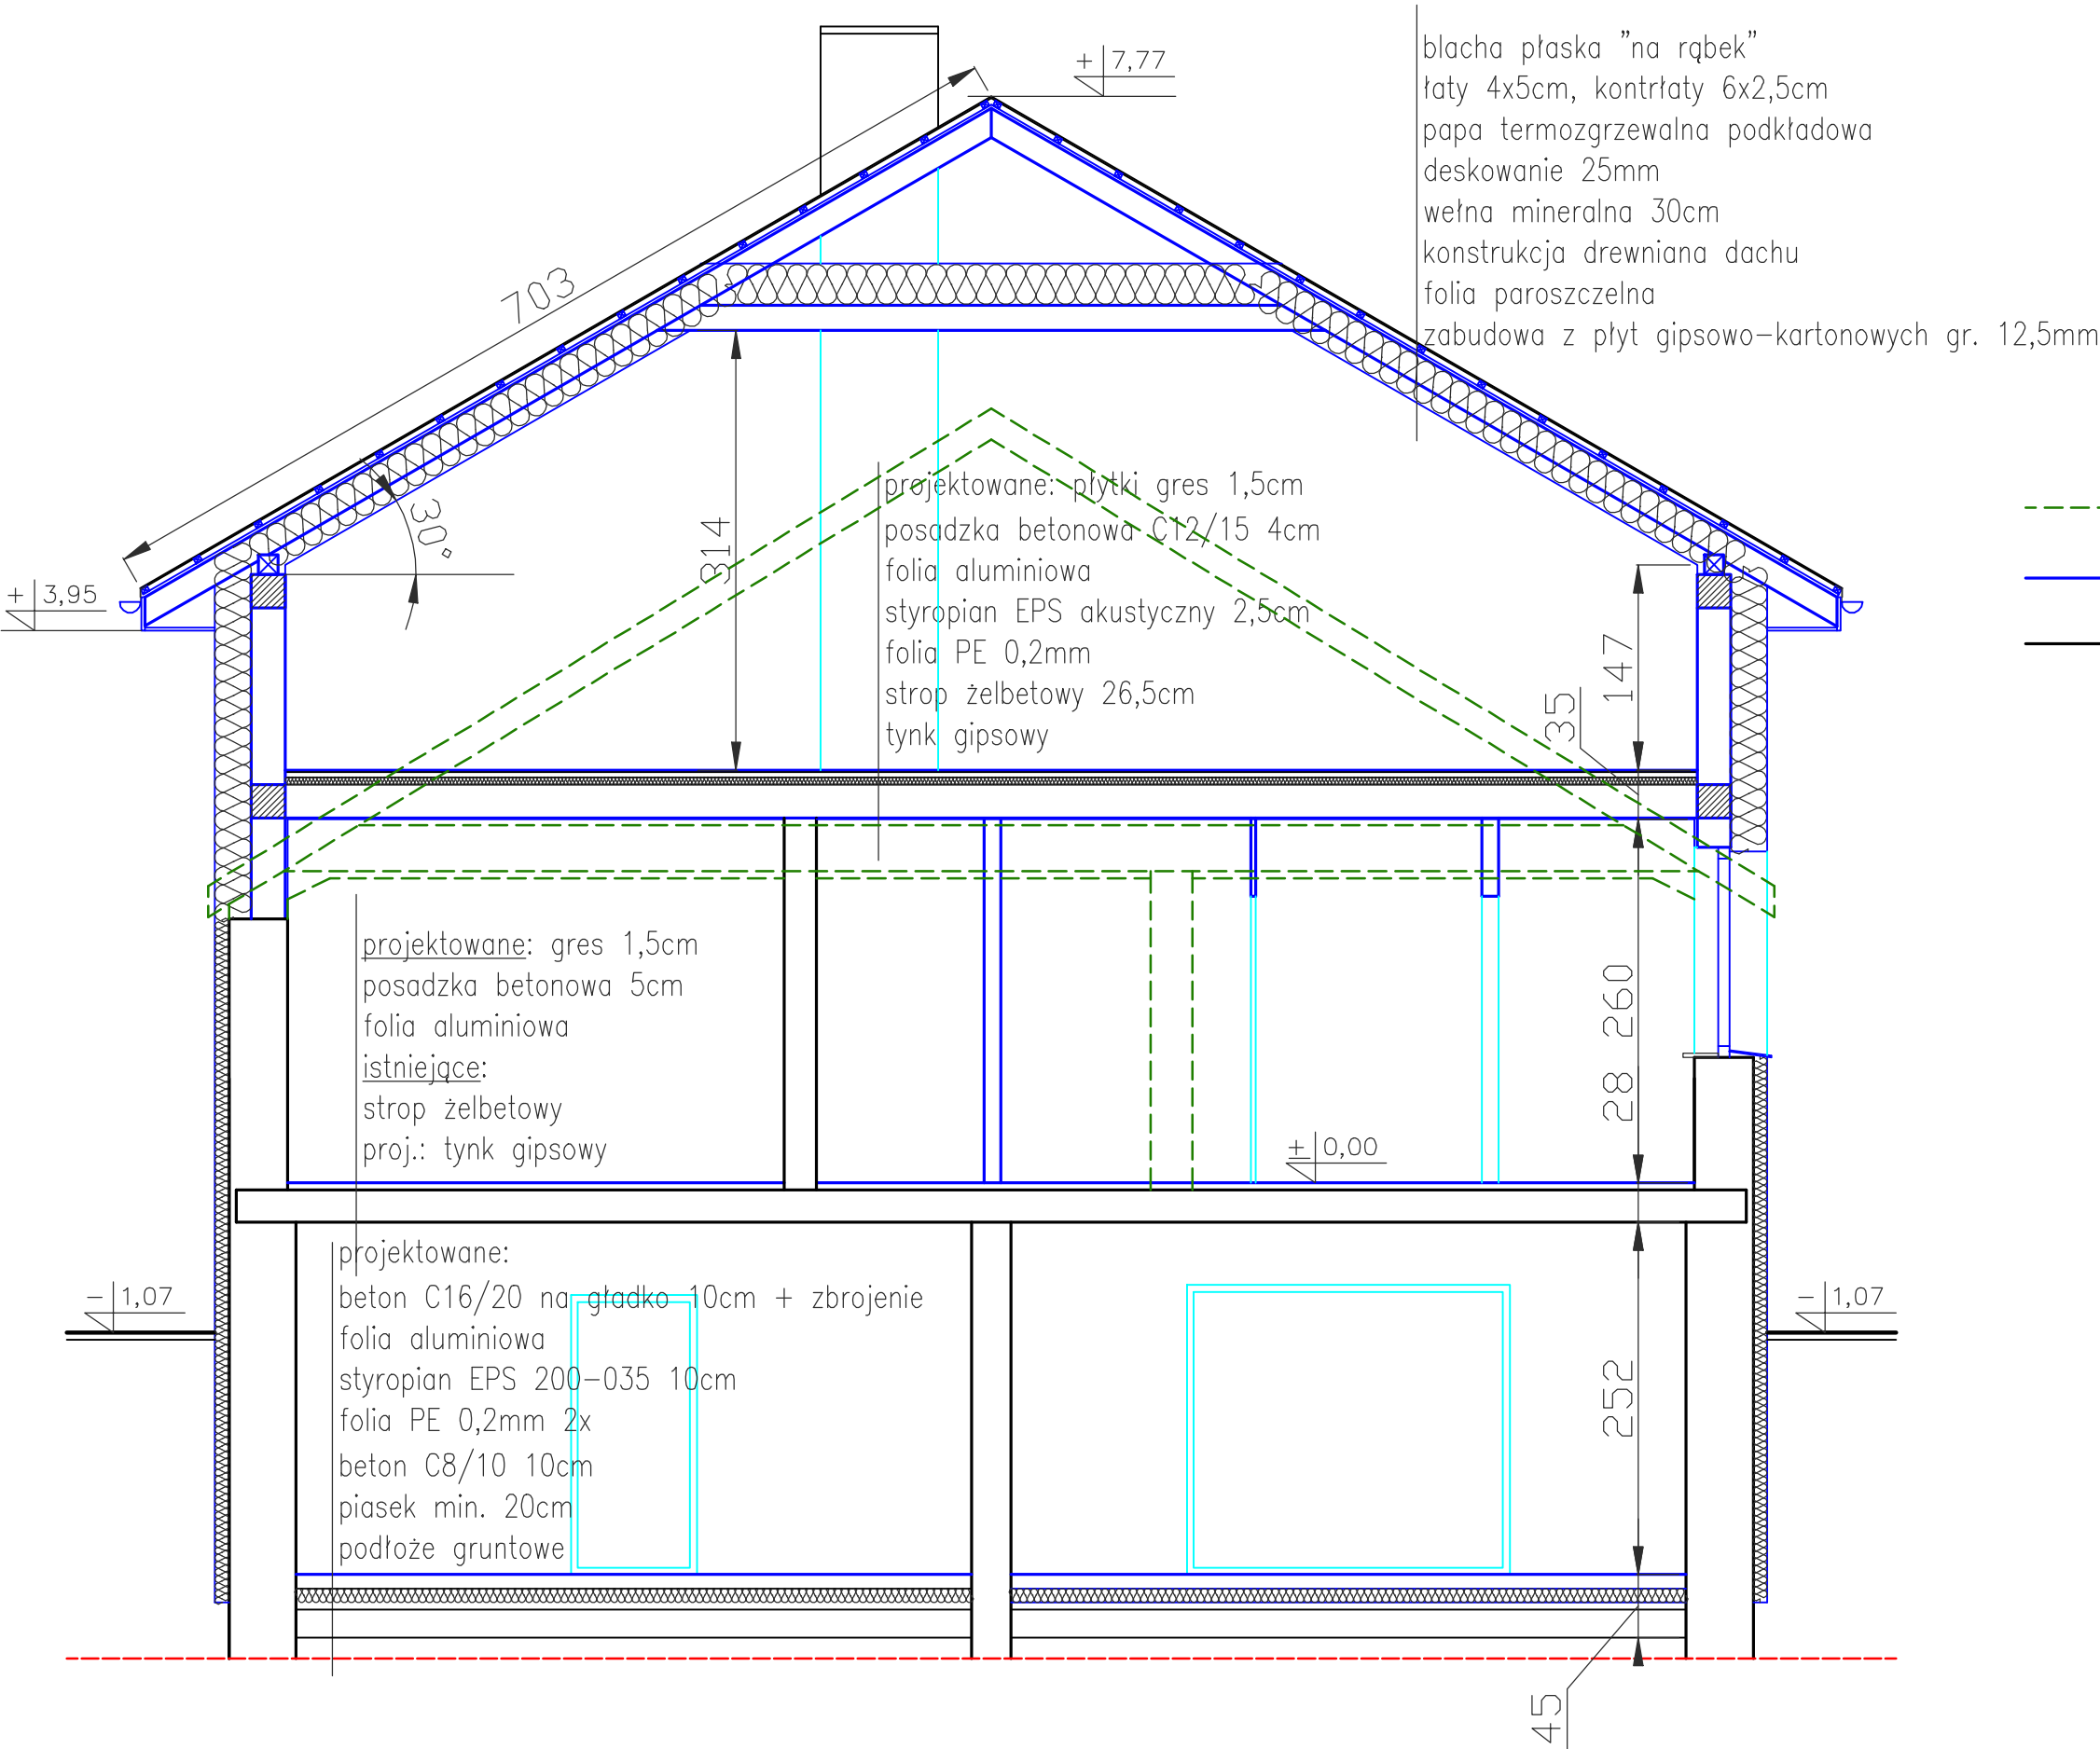 + 7,77
blacha płaska "na rąbek"
łaty 4x5cm, kontrłaty 6x2,5cm
papa termozgrzewalna podkładowa
deskowanie 25mm
wełna mineralna 30cm
konstrukcja drewniana dachu
folia paroszczelna
zabudowa z płyt gipsowo-kartonowych gr. 12,5mm
703
30°
314
+ 3,95
projektowane: płytki gres 1,5cm
posadzka betonowa C12/15 4cm
folia aluminiowa
styropian EPS akustyczny 2,5cm
folia PE 0,2mm
strop żelbetowy 26,5cm
tynk gipsowy
147
35
projektowane: gres 1,5cm
posadzka betonowa 5cm
folia aluminiowa
istniejące:
strop żelbetowy
proj.: tynk gipsowy
260
28
± 0,00
projektowane:
beton C16/20 na gładko 10cm + zbrojenie
folia aluminiowa
styropian EPS 200-035 10cm
folia PE 0,2mm 2x
beton C8/10 10cm
piasek min. 20cm
podłoże gruntowe
- 1,07
- 1,07
252
45